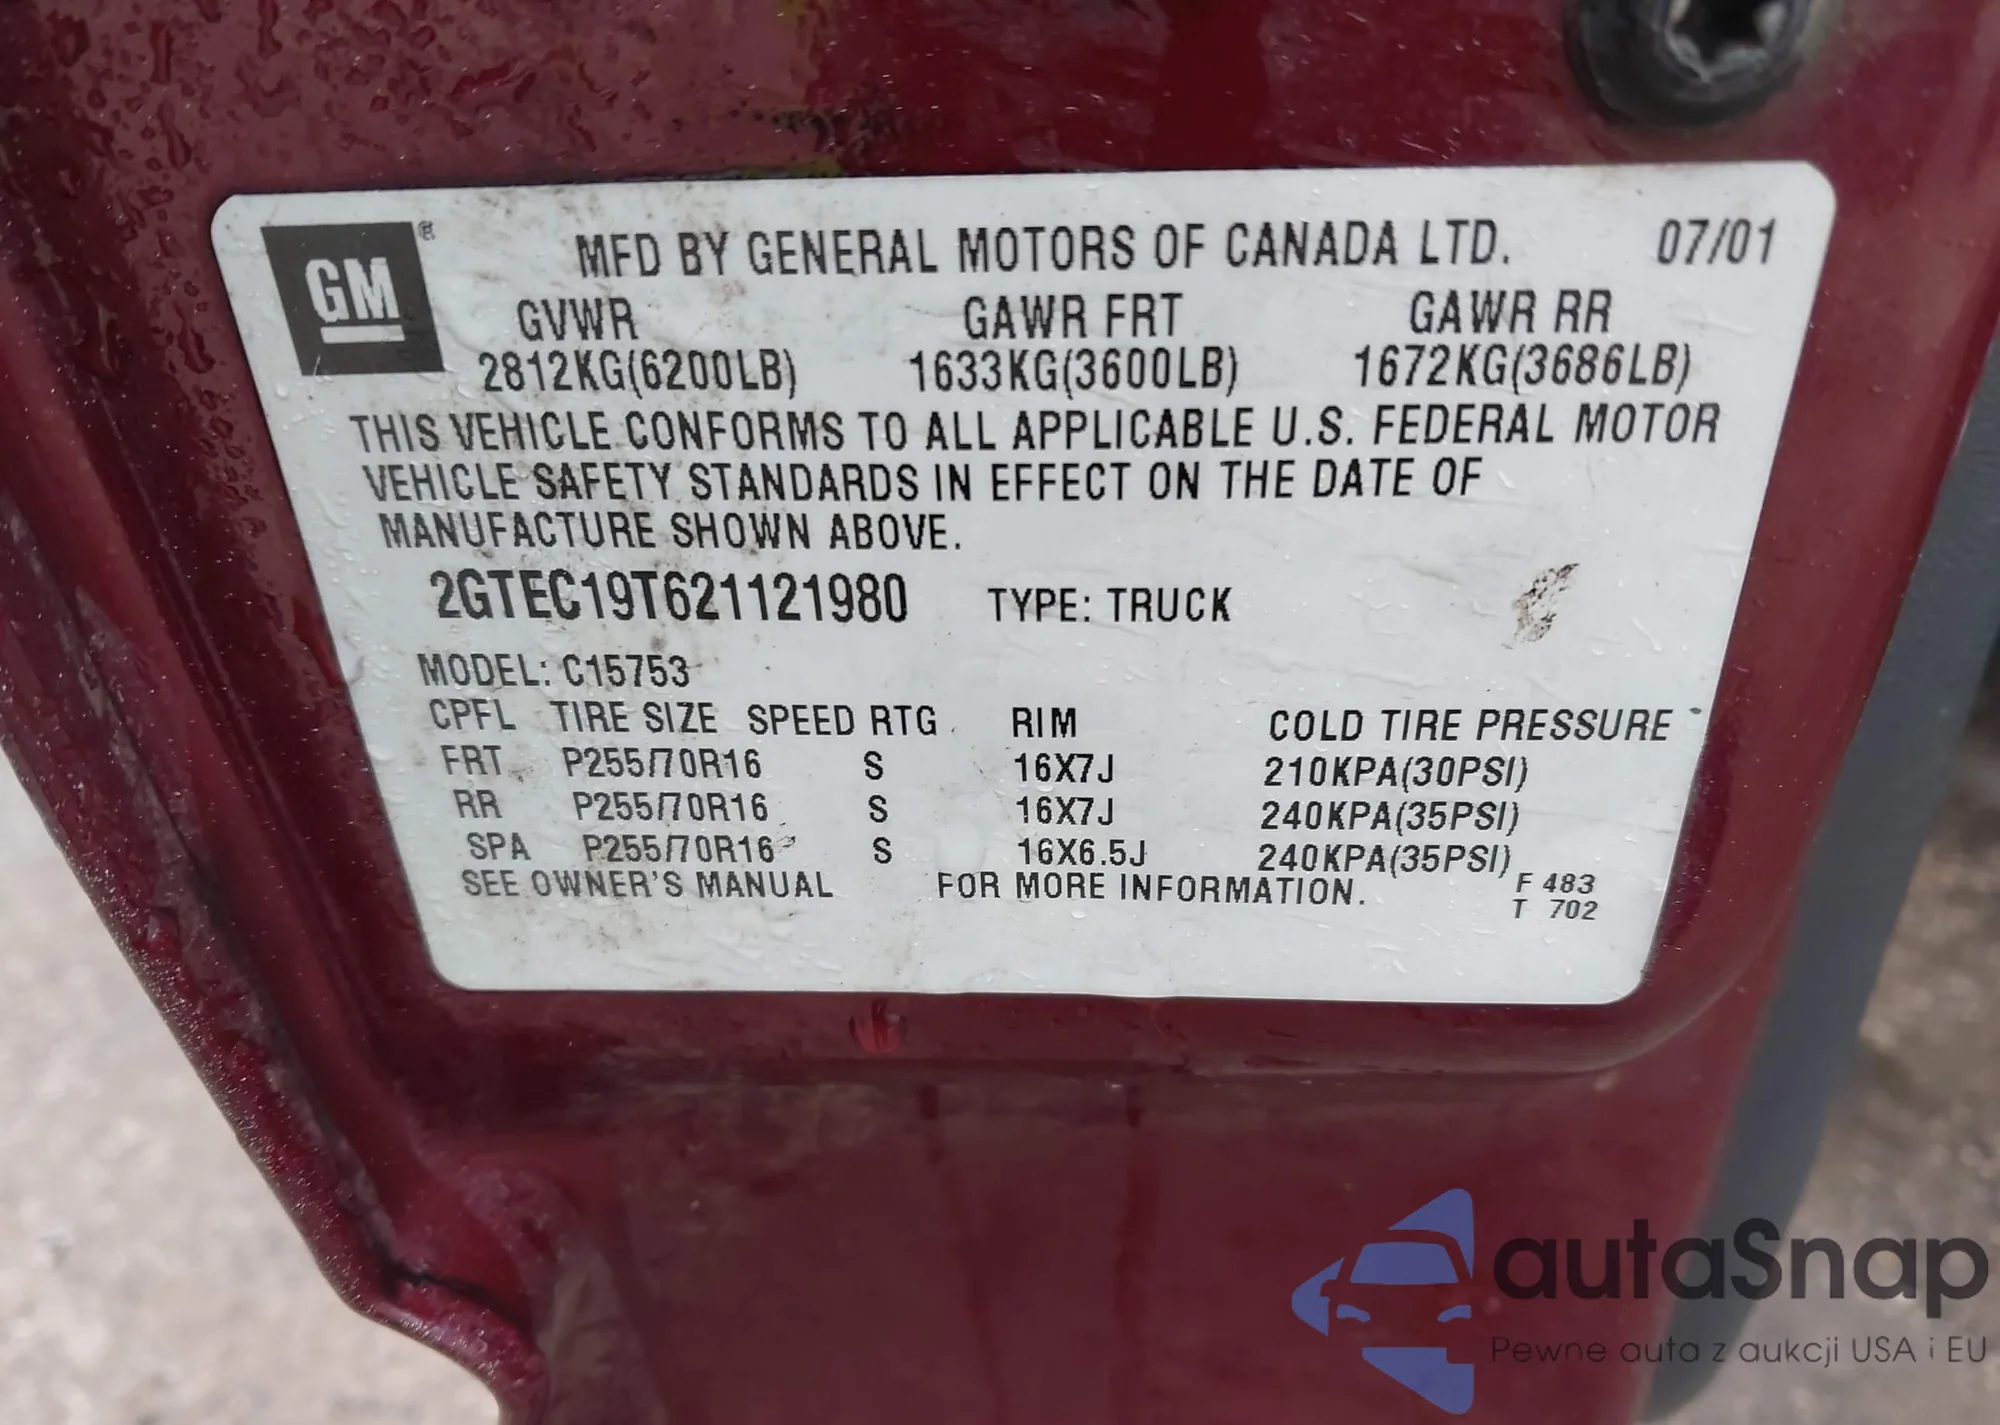 GM ®
MFD BY GENERAL MOTORS OF CANADA LTD. 07/01
GVWR GAWR FRT GAWR RR
2812KG(6200LB) 1633KG(3600LB) 1672KG(3686LB)
THIS VEHICLE CONFORMS TO ALL APPLICABLE U.S. FEDERAL MOTOR
VEHICLE SAFETY STANDARDS IN EFFECT ON THE DATE OF
MANUFACTURE SHOWN ABOVE.
2GTEC19T621121980 TYPE: TRUCK
MODEL: C15753
CPFL TIRE SIZE SPEED RTG RIM COLD TIRE PRESSURE
FRT P255/70R16 S 16X7J 210KPA(30PSI)
RR P255/70R16 S 16X7J 240KPA(35PSI)
SPA P255/70R16 S 16X6.5J 240KPA(35PSI)
SEE OWNER'S MANUAL FOR MORE INFORMATION.
F 483
T 702
autaSnap
Pewne auta z aukcji USA i EU